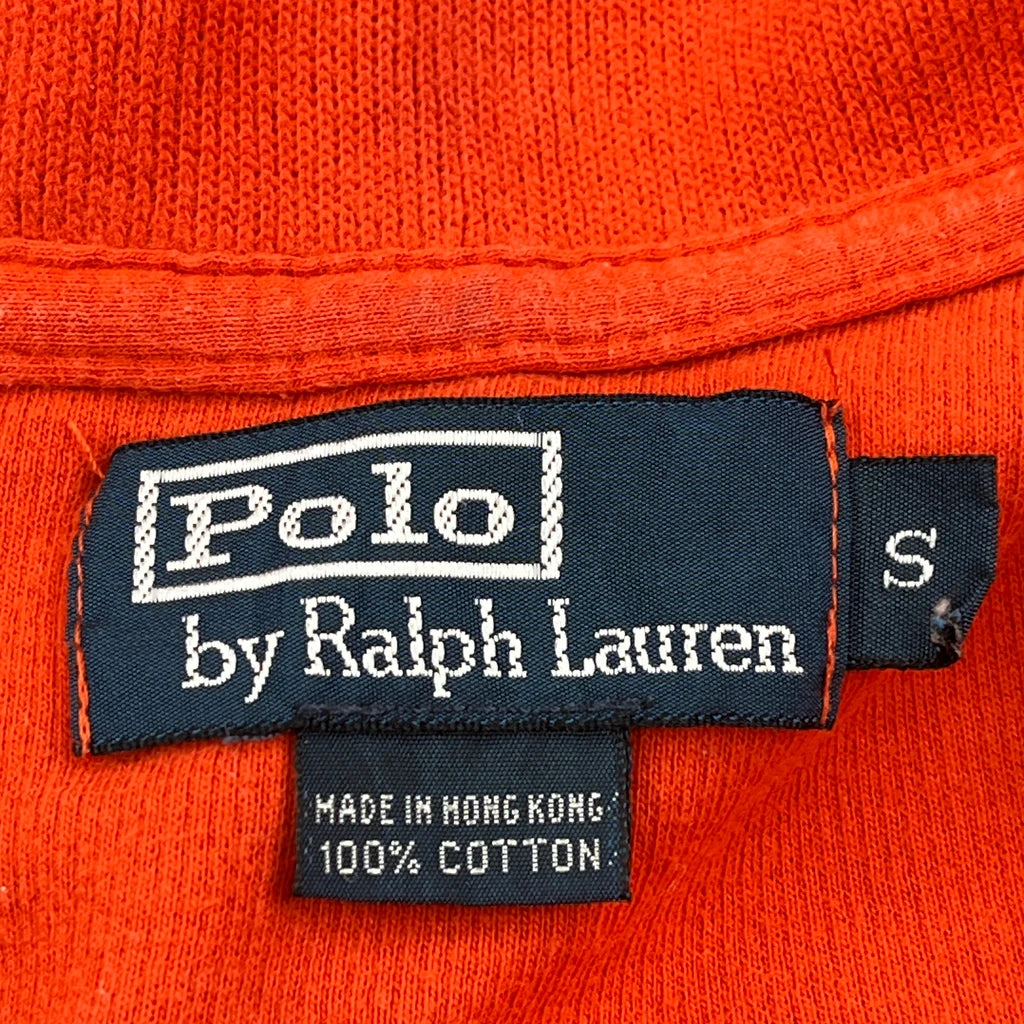 Polo
by Ralph Lauren
S
MADE IN HONG KONG
100% COTTON